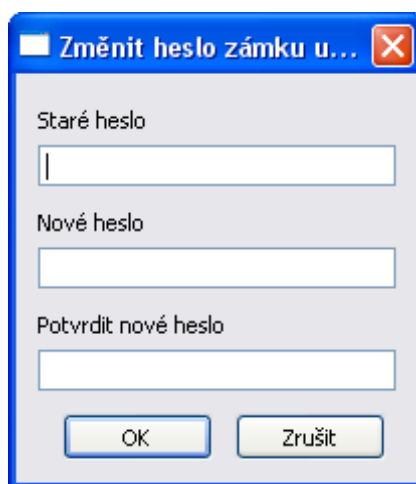 Změnit heslo zámku u...
Staré heslo
Nové heslo
Potvrdit nové heslo
OK Zrušit